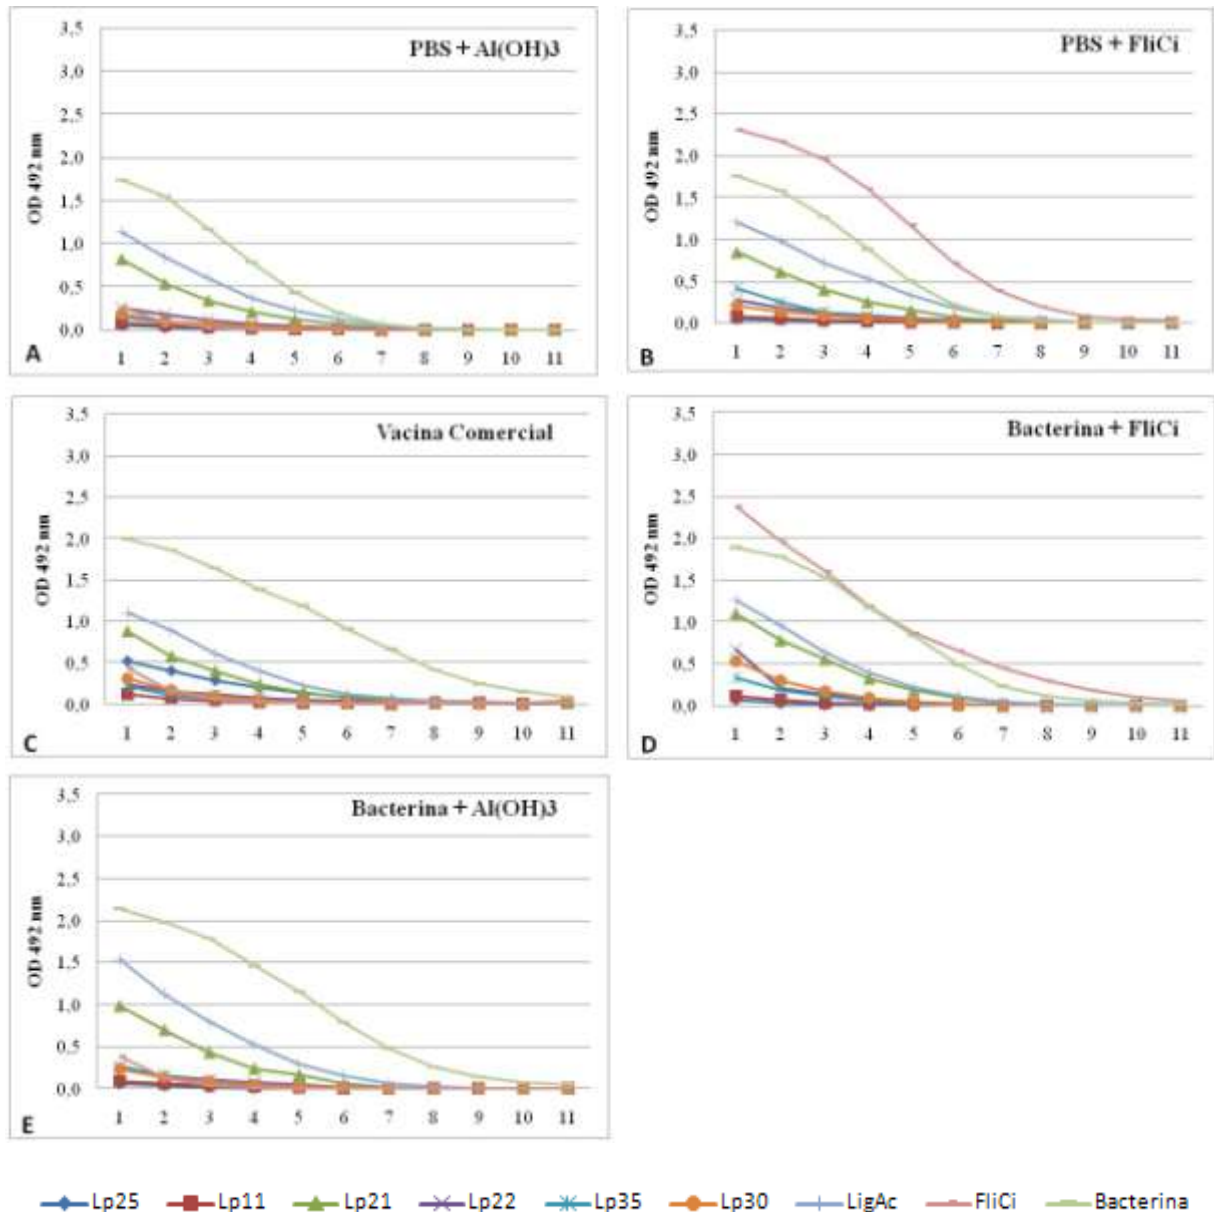 PBS + Al(OH)3
OD 492 nm
3,5
3,0
2,5
2,0
1,5
1,0
0,5
0,0
1 2 3 4 5 6 7 8 9 10 11
A
PBS + FliCi
OD 492 nm
3,5
3,0
2,5
2,0
1,5
1,0
0,5
0,0
1 2 3 4 5 6 7 8 9 10 11
B
Vacina Comercial
OD 492 nm
3,5
3,0
2,5
2,0
1,5
1,0
0,5
0,0
1 2 3 4 5 6 7 8 9 10 11
C
Bacterina + FliCi
OD 492 nm
3,5
3,0
2,5
2,0
1,5
1,0
0,5
0,0
1 2 3 4 5 6 7 8 9 10 11
D
Bacterina + Al(OH)3
OD 492 nm
3,5
3,0
2,5
2,0
1,5
1,0
0,5
0,0
1 2 3 4 5 6 7 8 9 10 11
E
Lp25 Lp11 Lp21 Lp22 Lp35 Lp30 LigAc FliCi Bacterina